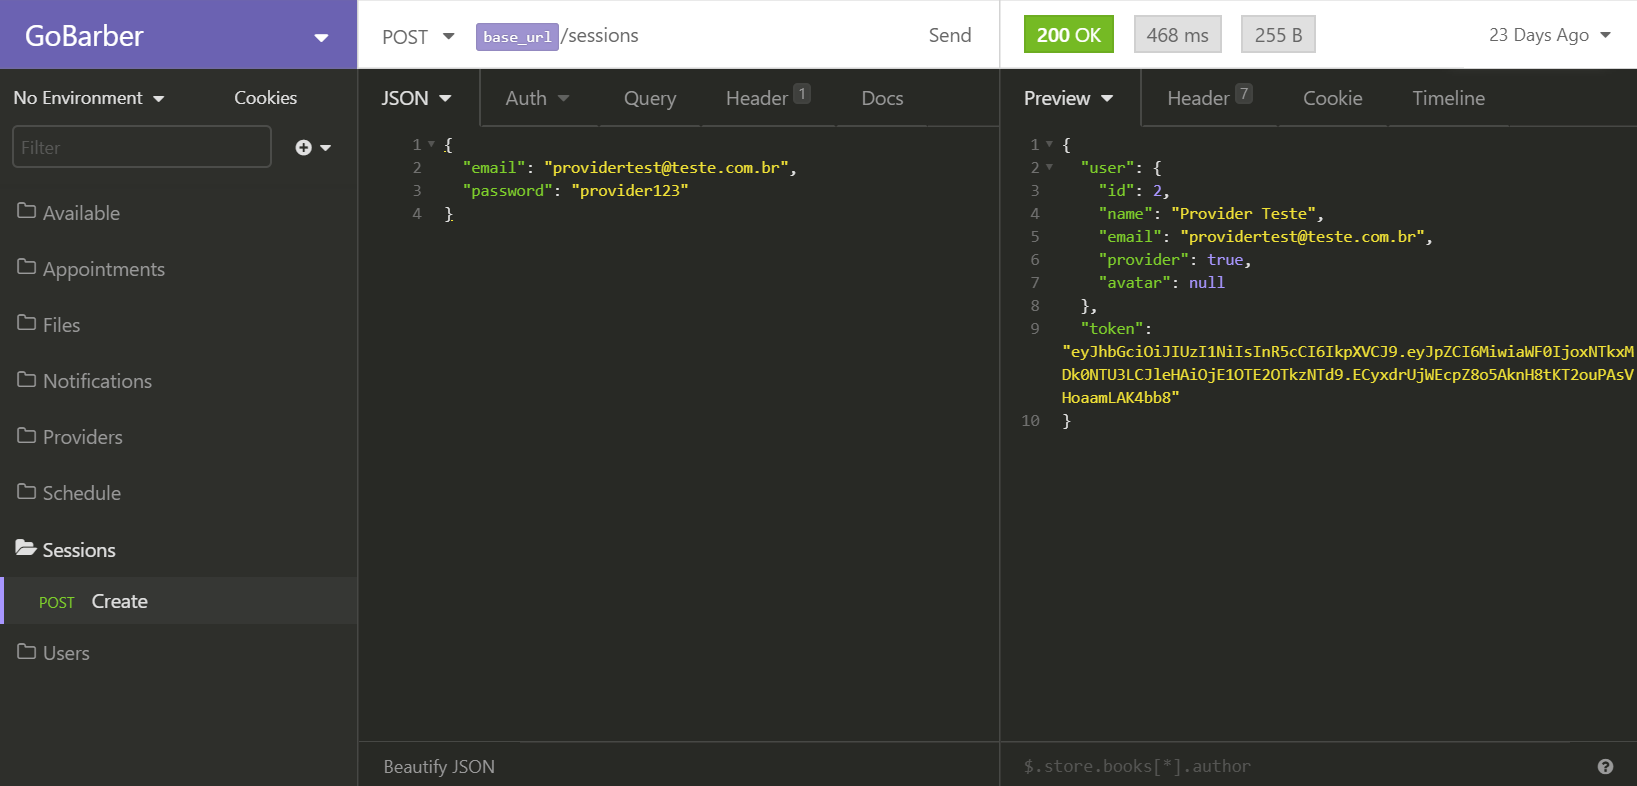 GoBarber
No Environment
Cookies
Filter
Available
Appointments
Files
Notifications
Providers
Schedule
Sessions
POST Create
Users
POST base_url/sessions Send
JSON Auth Query Header 1 Docs
1 {
2 "email": "providertest@teste.com.br",
3 "password": "provider123"
4 }
Beautify JSON
200 OK 468 ms 255 B 23 Days Ago
Preview Header 7 Cookie Timeline
1 {
2 "user": {
3 "id": 2,
4 "name": "Provider Teste",
5 "email": "providertest@teste.com.br",
6 "provider": true,
7 "avatar": null
8 },
9 "token":
"eyJhbGciOiJIUzI1NiIsInR5cCI6IkpXVCJ9.eyJpZCI6MiwiaWF0IjoxNTkxM
Dk0NTU3LCJleHAiOjE1OTE2OTkzNTd9.ECyxdrUjWEcpZ8o5AknH8tKT2ouPAsV
HoaamLAK4bb8"
10 }
$.store.books[*].author